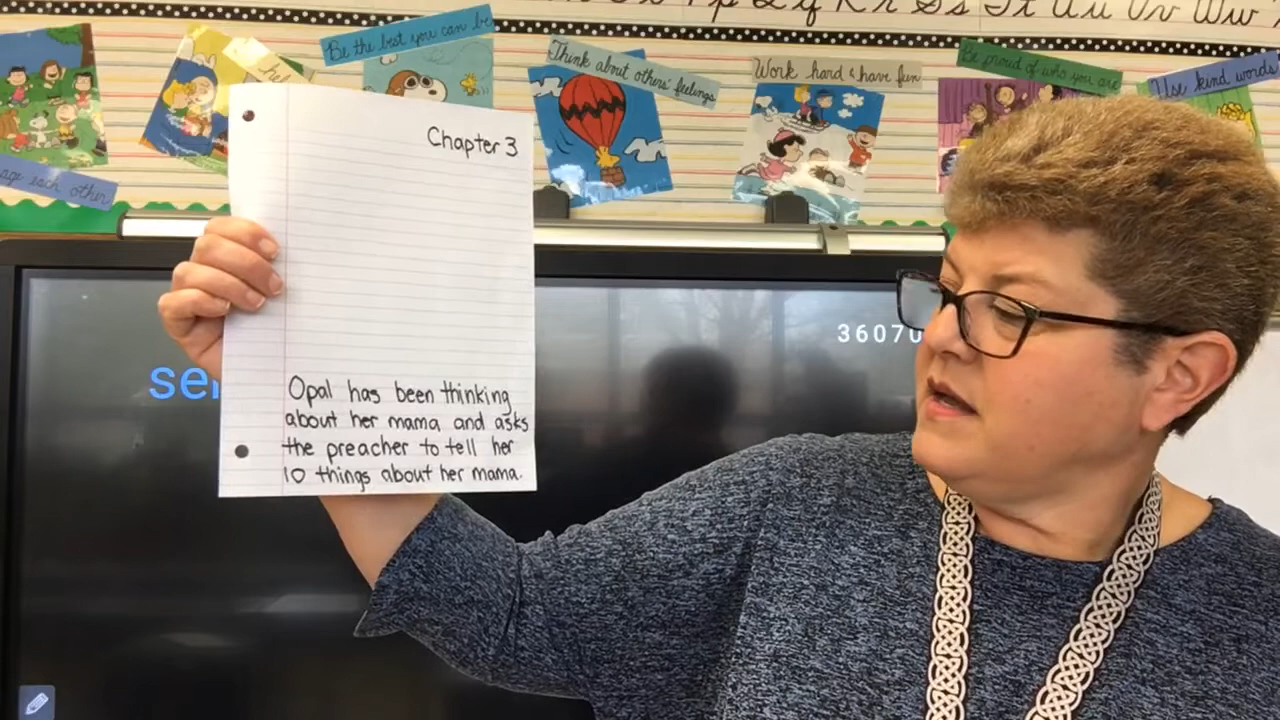 Be the best you can be
Think about others' feelings
Work hard & have fun
Be proud of who you are
Use kind words
each other
Chapter 3
36070
Opal has been thinking
about her mama and asks
the preacher to tell her
10 things about her mama.